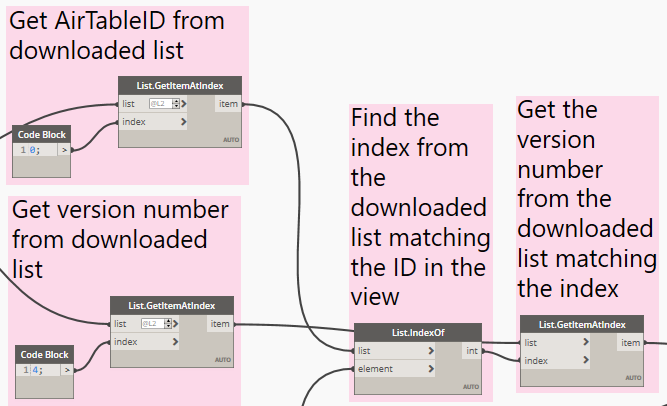 Get AirTableID from
downloaded list
List.GetItemAtIndex
list @L2 > item
index
AUTO
Code Block
1 0; >
Get version number
from downloaded
list
List.GetItemAtIndex
list @L2 > item
index >
AUTO
Code Block
1 4; >
Find the
index from
the
downloaded
list matching
the ID in the
view
List.IndexOf
list > int
element >
AUTO
Get the
version
number
from the
downloaded
list matching
the index
List.GetItemAtIndex
list > item
index >
AUTO